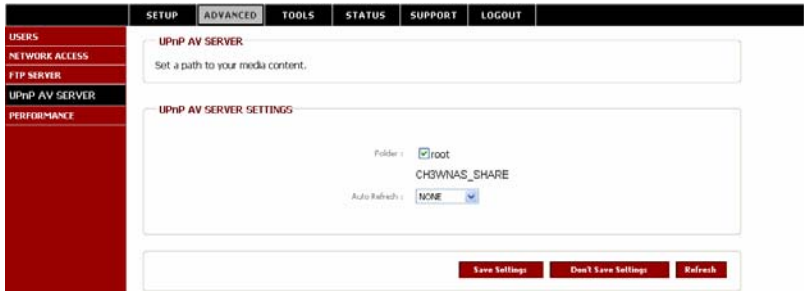 SETUP ADVANCED TOOLS STATUS SUPPORT LOGOUT
USERS
NETWORK ACCESS
FTP SERVER
UPnP AV SERVER
PERFORMANCE
UPnP AV SERVER
Set a path to your media content.
UPnP AV SERVER SETTINGS
Folder : root
CH3WNAS_SHARE
Auto Refresh : NONE
Save Settings Don't Save Settings Refresh